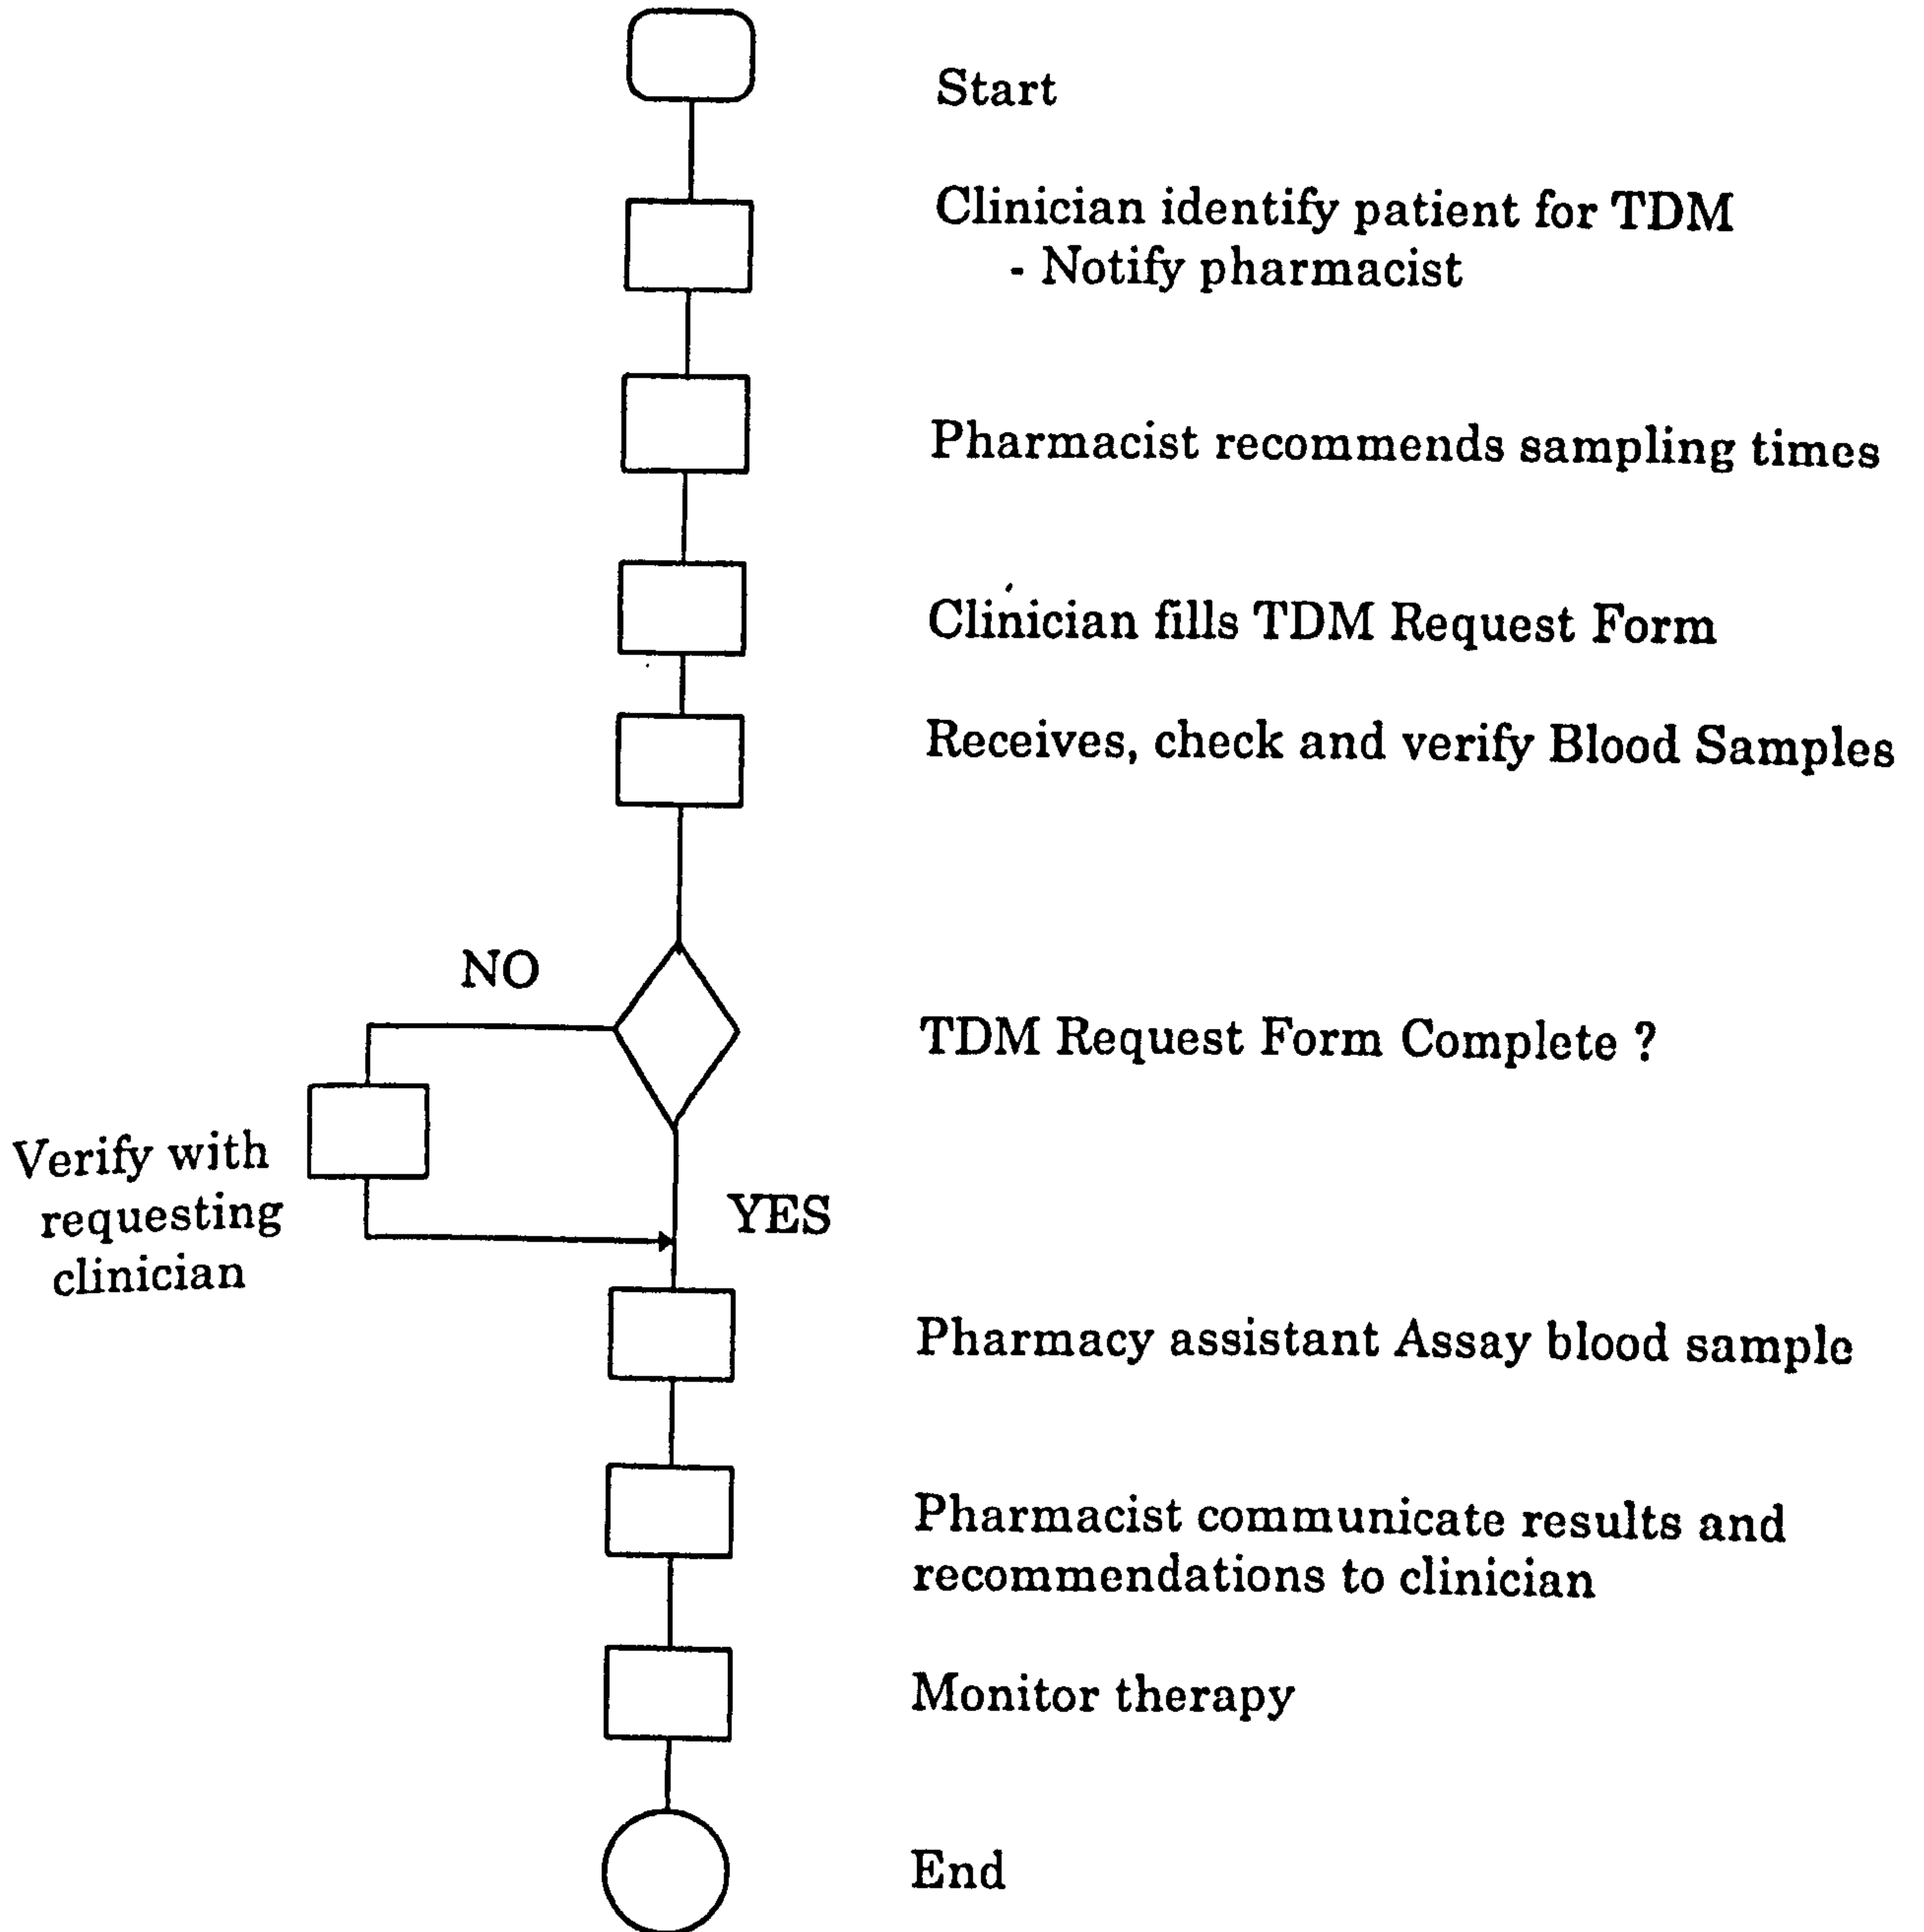 Start
Clinician identify patient for TDM
- Notify pharmacist
Pharmacist recommends sampling times
Clinician fills TDM Request Form
Receives, check and verify Blood Samples
NO
TDM Request Form Complete ?
Verify with
requesting
clinician
YES
Pharmacy assistant Assay blood sample
Pharmacist communicate results and
recommendations to clinician
Monitor therapy
End